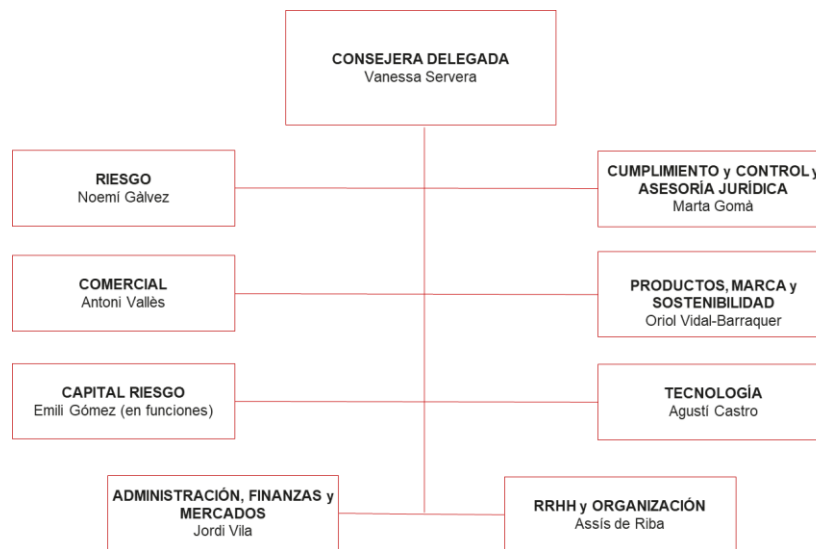 CONSEJERA DELEGADA
Vanessa Servera
RIESGO
Noemí Gàlvez
CUMPLIMIENTO y CONTROL y
ASESORÍA JURÍDICA
Marta Gomà
COMERCIAL
Antoni Vallès
PRODUCTOS, MARCA y
SOSTENIBILIDAD
Oriol Vidal-Barraquer
CAPITAL RIESGO
Emili Gómez (en funciones)
TECNOLOGÍA
Agustí Castro
ADMINISTRACIÓN, FINANZAS y
MERCADOS
Jordi Vila
RRHH y ORGANIZACIÓN
Assís de Riba